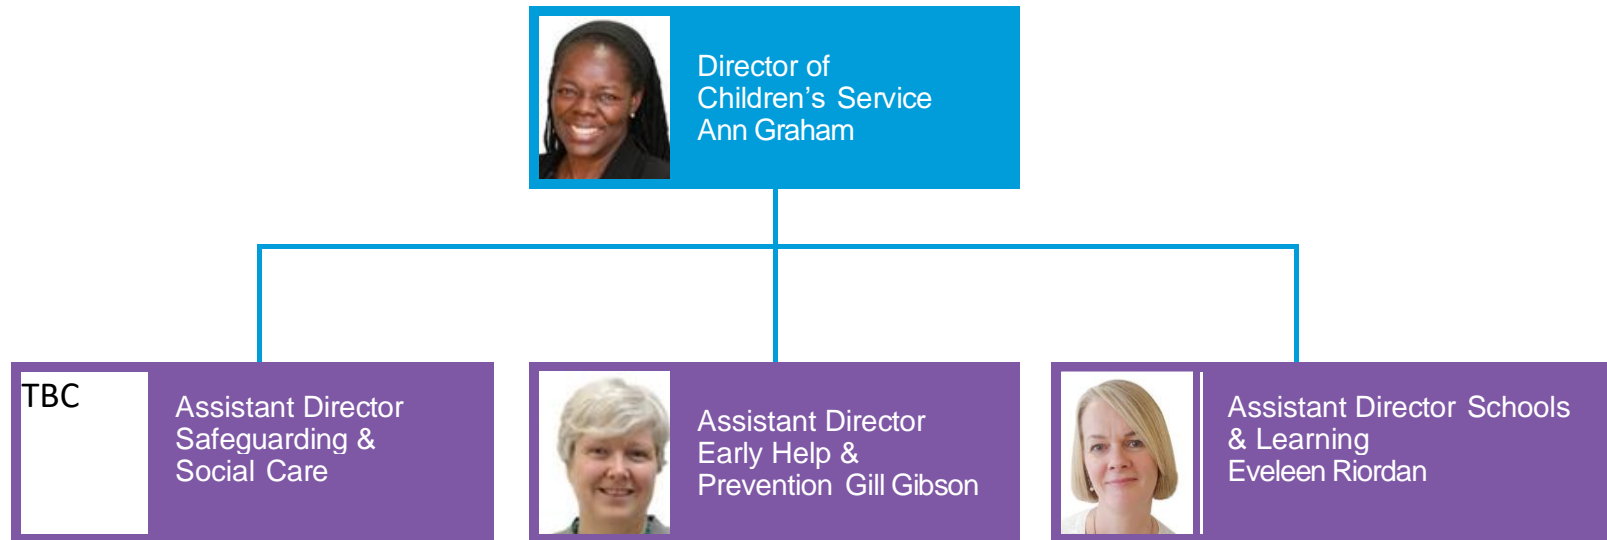 Director of
Children’s Service
Ann Graham
TBC
Assistant Director
Safeguarding &
Social Care
Assistant Director
Early Help &
Prevention Gill Gibson
Assistant Director Schools
& Learning
Eveleen Riordan